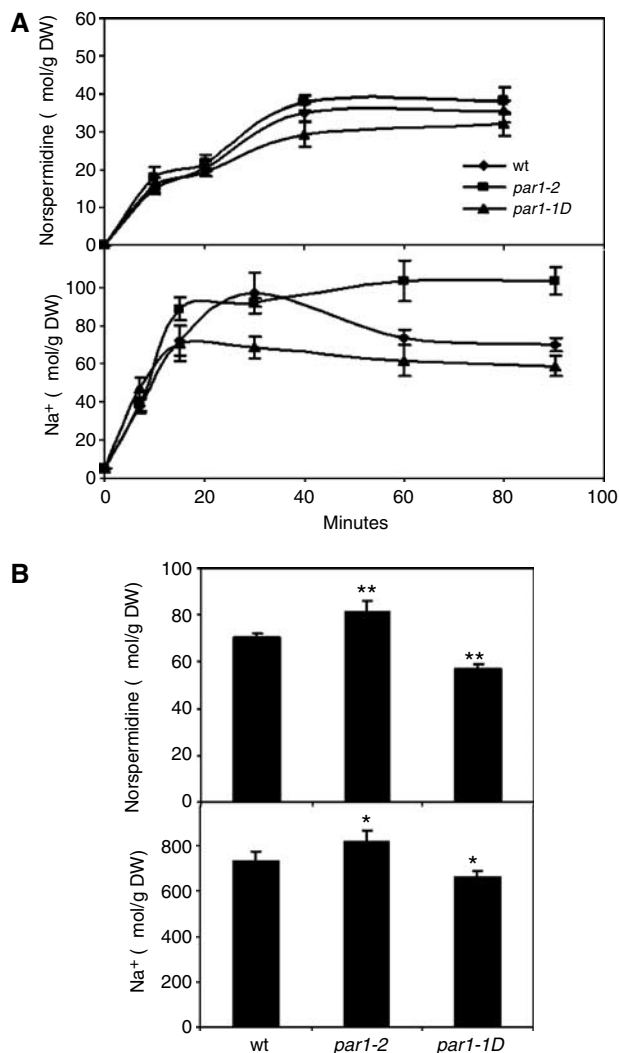 A
60
50
40
30
20
10
0
Norspermidine ( mol/g DW)
wt
par1-2
par1-1D
100
80
60
40
20
0
Na+ ( mol/g DW)
0 20 40 60 80 100
Minutes
B
100
80
60
40
20
0
Norspermidine ( mol/g DW)
**
**
800
600
400
200
0
Na+ ( mol/g DW)
*
*
wt par1-2 par1-1D